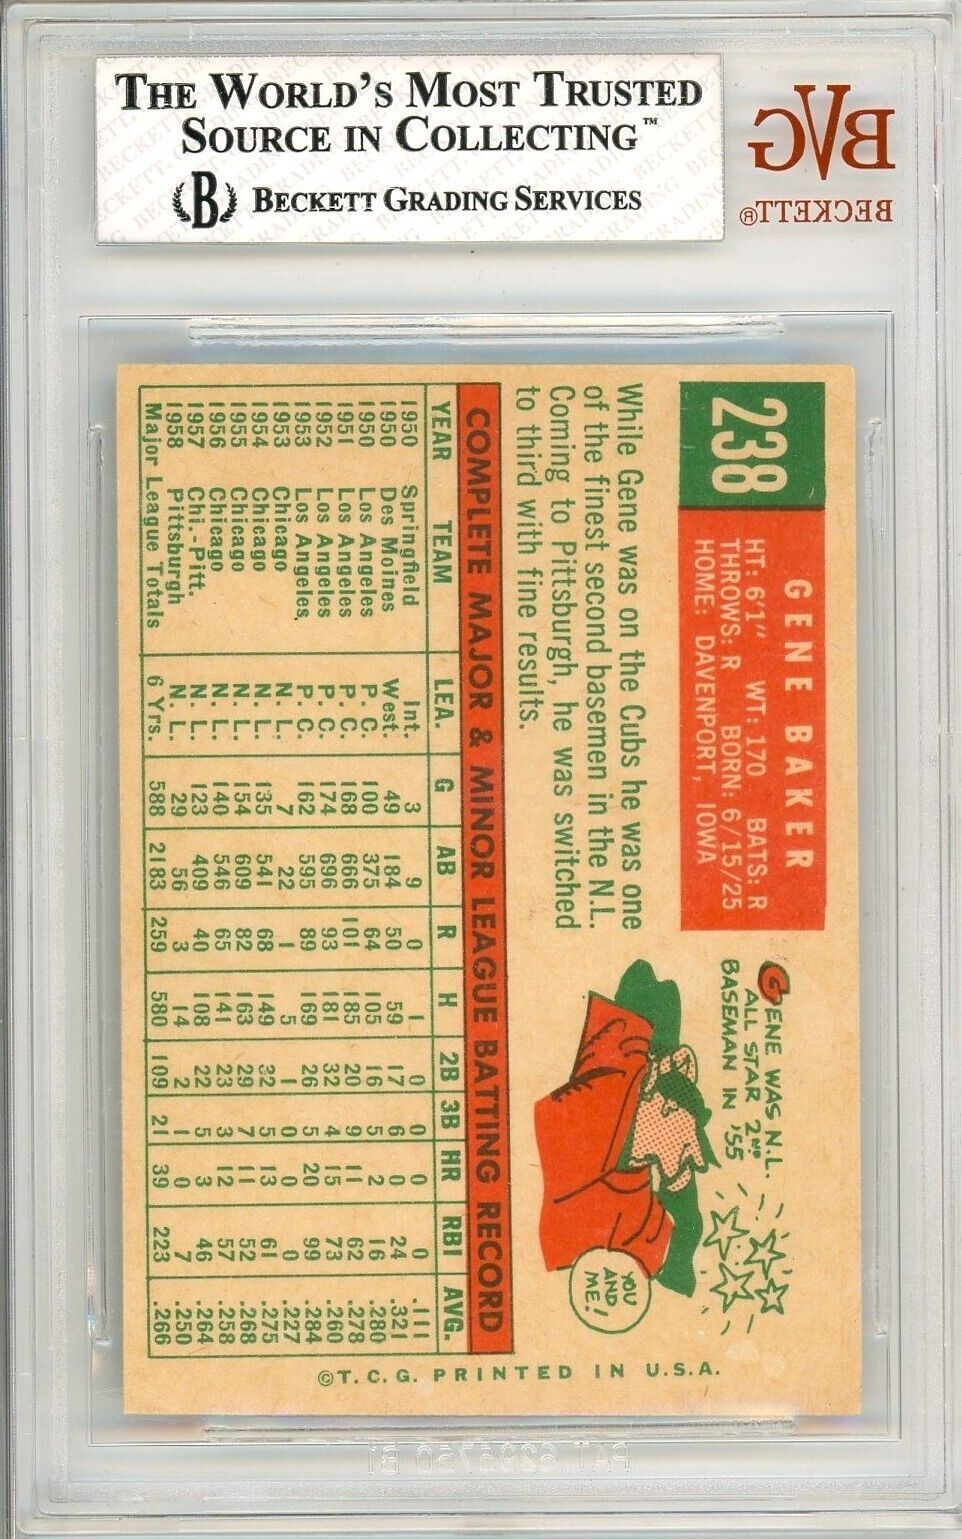 THE WORLD'S MOST TRUSTED
SOURCE IN COLLECTING™
B BECKETT GRADING SERVICES
BVG
BECKETT®
238
GENE BAKER
HT: 6'1" WT: 170 BATS: R
THROWS: R BORN: 6/15/25
HOME: DAVENPORT, IOWA
While Gene was on the Cubs he was one
of the finest second basemen in the N.L.
Coming to Pittsburgh, he was switched
to third with fine results.
GENE WAS N.L.
ALL STAR 2ND
BASEMAN IN '55
YOU
AND
ME!
COMPLETE MAJOR & MINOR LEAGUE BATTING RECORD
YEAR TEAM LEA. G AB R H 2B 3B HR RBI AVG.
1950 Springfield Int. 3 9 0 1 0 0 0 0 .111
1950 Des Moines West. 49 184 50 59 17 6 0 24 .321
1950 Los Angeles P.C. 100 375 64 105 16 2 2 16 .280
1951 Los Angeles P.C. 168 666 101 185 20 9 11 62 .278
1952 Los Angeles P.C. 174 696 93 181 32 4 15 73 .260
1953 Los Angeles P.C. 162 595 89 169 26 5 20 99 .284
1953 Chicago N.L. 7 22 1 5 1 0 0 0 .227
1954 Chicago N.L. 135 541 68 149 32 5 13 61 .275
1955 Chicago N.L. 154 609 82 163 29 7 11 52 .268
1956 Chicago N.L. 140 546 65 141 23 3 12 57 .258
1957 Chi.-Pitt. N.L. 123 409 40 108 22 5 3 46 .264
1958 Pittsburgh N.L. 29 56 3 14 2 1 0 7 .250
Major League Totals 6 Yrs. 588 2183 259 580 109 21 39 223 .266
©T.C.G. PRINTED IN U.S.A.
PAT. 6295750 B1